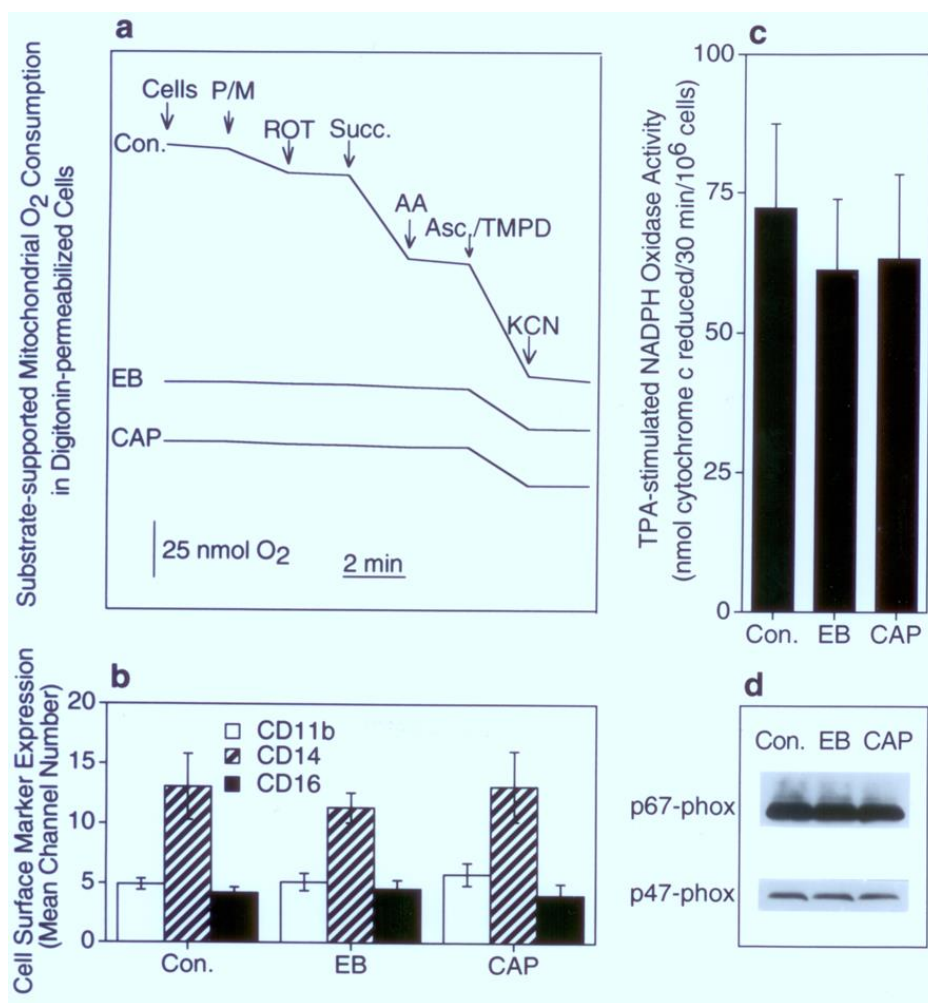 a
Substrate-supported Mitochondrial O2 Consumption
in Digitonin-permeabilized Cells
Cells
P/M
ROT
Succ.
AA
Asc./TMPD
KCN
Con.
EB
CAP
25 nmol O2
2 min
b
Cell Surface Marker Expression
(Mean Channel Number)
20
15
10
5
0
CD11b
CD14
CD16
Con.
EB
CAP
c
TPA-stimulated NADPH Oxidase Activity
(nmol cytochrome c reduced/30 min/10^6 cells)
100
75
50
25
0
Con.
EB
CAP
d
Con. EB CAP
p67-phox
p47-phox